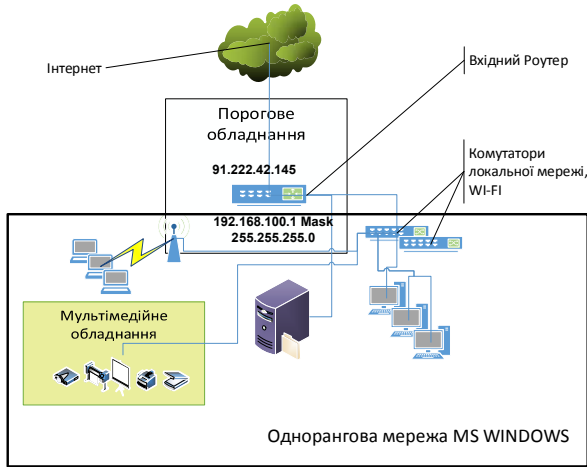 Інтернет
Вхідний Роутер
Порогове
обладнання
91.222.42.145
Комутатори
локальної мережі,
WI-FI
192.168.100.1 Mask
255.255.255.0
Мультімедійне
обладнання
Однорангова мережа MS WINDOWS